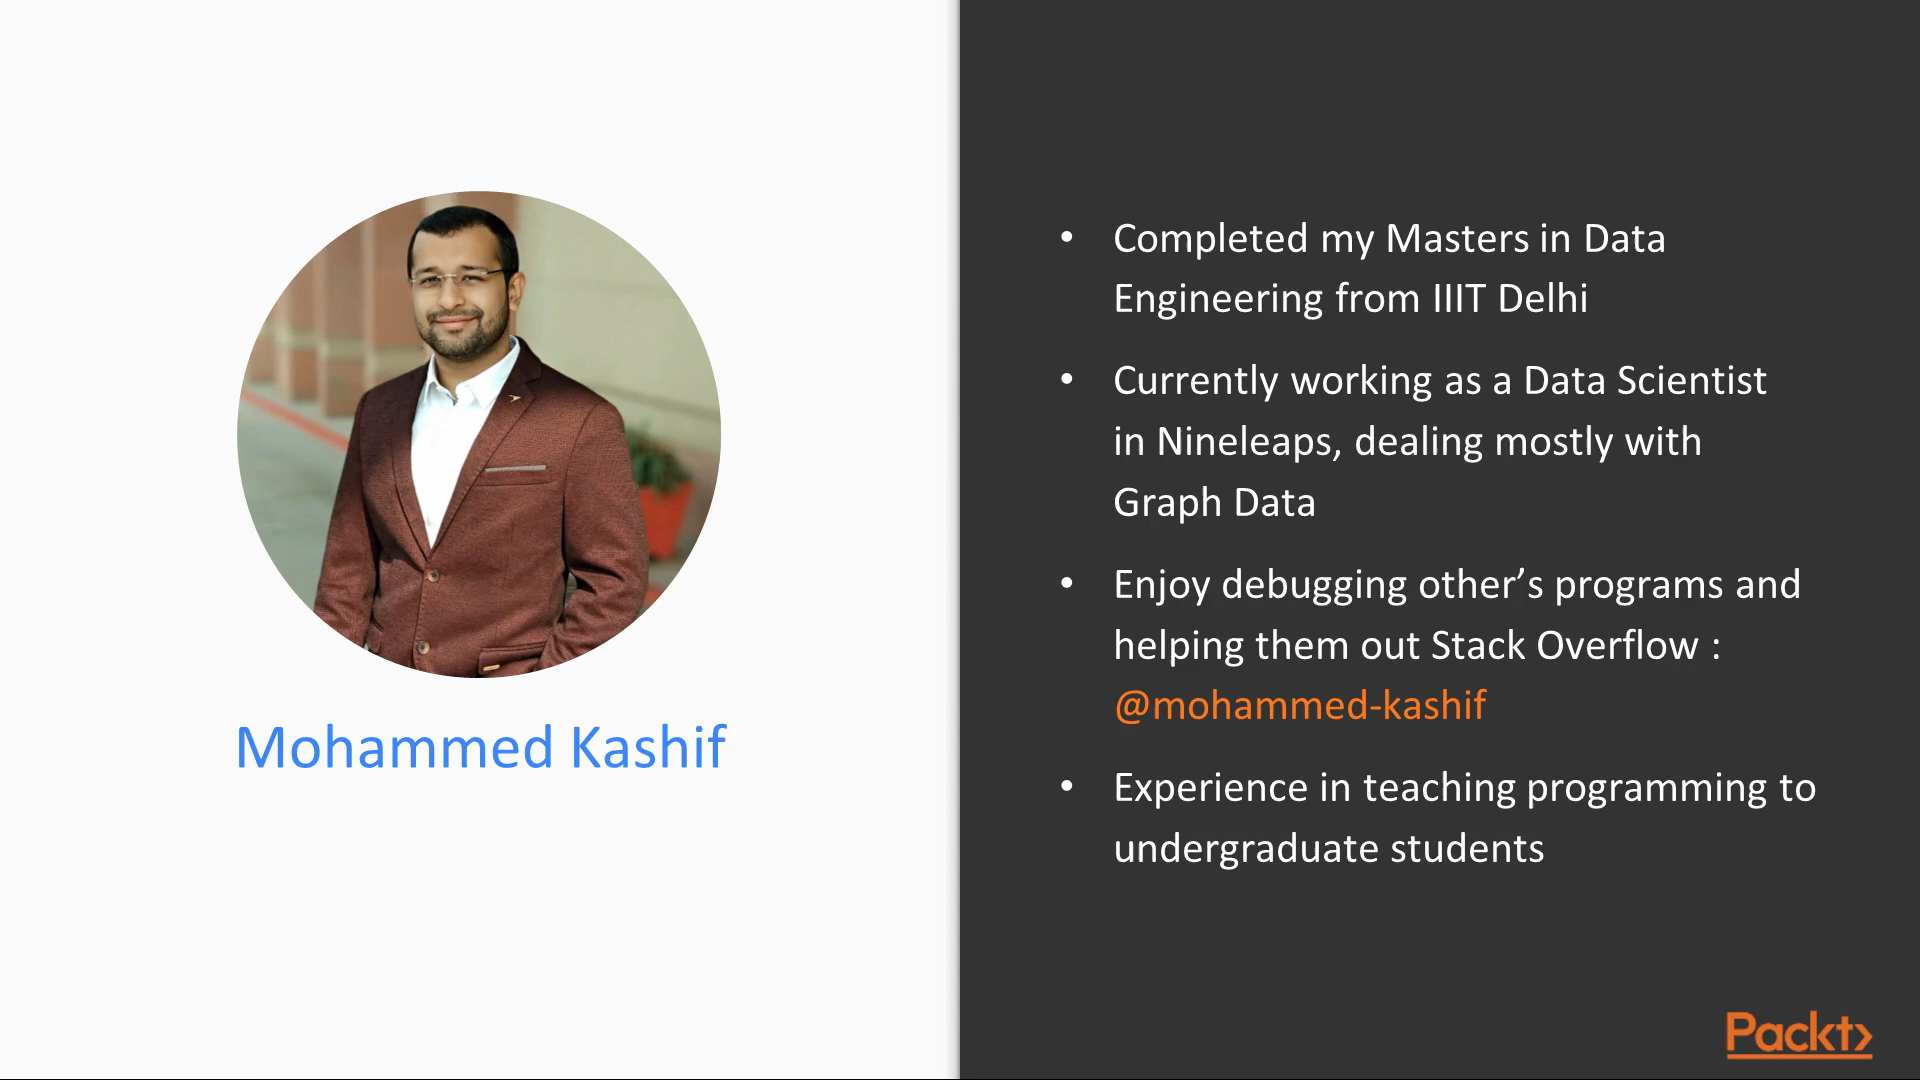 Mohammed Kashif
• Completed my Masters in Data
Engineering from IIIT Delhi
• Currently working as a Data Scientist
in Nineleaps, dealing mostly with
Graph Data
• Enjoy debugging other’s programs and
helping them out Stack Overflow :
@mohammed-kashif
• Experience in teaching programming to
undergraduate students
Packt>